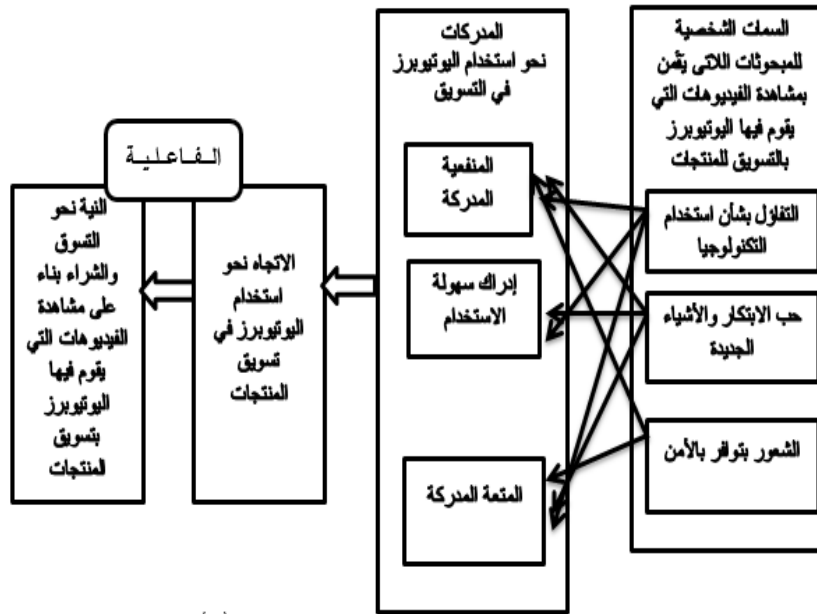 السمات الشخصية
للمبحوثات اللاتى يقمن
بمشاهدة الفيديوهات التي
يقوم فيها اليوتيوبرز
بالتسويق للمنتجات
التفاؤل بشأن استخدام
التكنولوجيا
حب الابتكار والأشياء
الجديدة
الشعور بتوافر بالأمن
المدركات
نحو استخدام اليوتيوبرز
في التسويق
المنفعية
المدركة
إدراك سهولة
الاستخدام
المتعة المدركة
الفاعلية
الاتجاه نحو
استخدام
اليوتيوبرز في
تسويق
المنتجات
النية نحو
التسوق
والشراء بناء
على مشاهدة
الفيديوهات التي
يقوم فيها
اليوتيوبرز
بتسويق
المنتجات